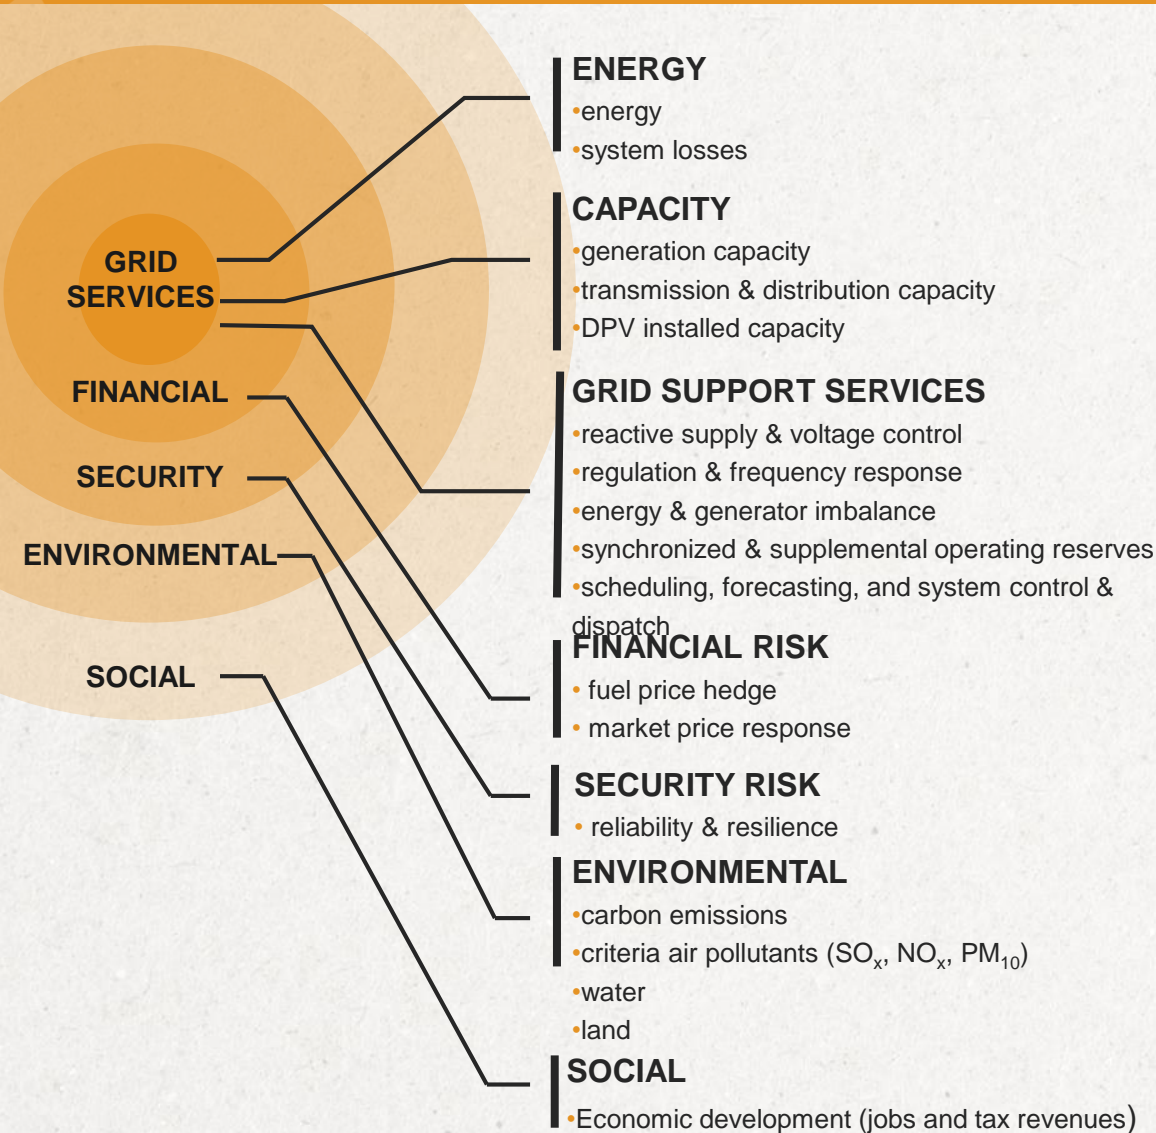 GRID
SERVICES
FINANCIAL
SECURITY
ENVIRONMENTAL
SOCIAL
ENERGY
•energy
•system losses
CAPACITY
•generation capacity
•transmission & distribution capacity
•DPV installed capacity
GRID SUPPORT SERVICES
•reactive supply & voltage control
•regulation & frequency response
•energy & generator imbalance
•synchronized & supplemental operating reserves
•scheduling, forecasting, and system control &
dispatch
FINANCIAL RISK
• fuel price hedge
• market price response
SECURITY RISK
• reliability & resilience
ENVIRONMENTAL
•carbon emissions
•criteria air pollutants (SOx, NOx, PM10)
•water
•land
SOCIAL
•Economic development (jobs and tax revenues)